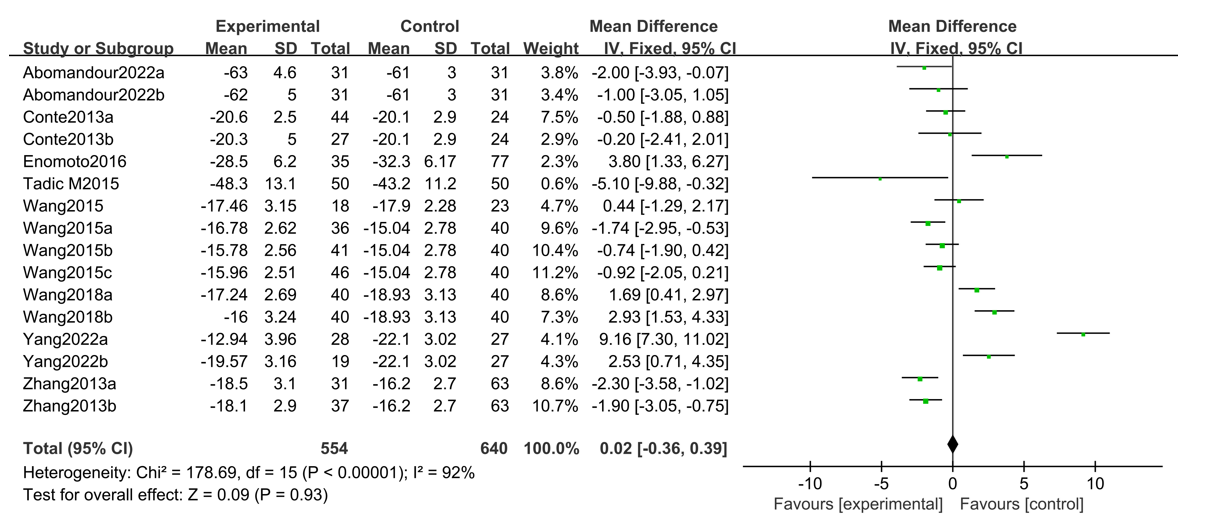 Experimental Control Mean Difference Mean Difference
Study or Subgroup Mean SD Total Mean SD Total Weight IV, Fixed, 95% CI IV, Fixed, 95% CI
Abomandour2022a -63 4.6 31 -61 3 31 3.8% -2.00 [-3.93, -0.07]
Abomandour2022b -62 5 31 -61 3 31 3.4% -1.00 [-3.05, 1.05]
Conte2013a -20.6 2.5 44 -20.1 2.9 24 7.5% -0.50 [-1.88, 0.88]
Conte2013b -20.3 5 27 -20.1 2.9 24 2.9% -0.20 [-2.41, 2.01]
Enomoto2016 -28.5 6.2 35 -32.3 6.17 77 2.3% 3.80 [1.33, 6.27]
Tadic M2015 -48.3 13.1 50 -43.2 11.2 50 0.6% -5.10 [-9.88, -0.32]
Wang2015 -17.46 3.15 18 -17.9 2.28 23 4.7% 0.44 [-1.29, 2.17]
Wang2015a -16.78 2.62 36 -15.04 2.78 40 9.6% -1.74 [-2.95, -0.53]
Wang2015b -15.78 2.56 41 -15.04 2.78 40 10.4% -0.74 [-1.90, 0.42]
Wang2015c -15.96 2.51 46 -15.04 2.78 40 11.2% -0.92 [-2.05, 0.21]
Wang2018a -17.24 2.69 40 -18.93 3.13 40 8.6% 1.69 [0.41, 2.97]
Wang2018b -16 3.24 40 -18.93 3.13 40 7.3% 2.93 [1.53, 4.33]
Yang2022a -12.94 3.96 28 -22.1 3.02 27 4.1% 9.16 [7.30, 11.02]
Yang2022b -19.57 3.16 19 -22.1 3.02 27 4.3% 2.53 [0.71, 4.35]
Zhang2013a -18.5 3.1 31 -16.2 2.7 63 8.6% -2.30 [-3.58, -1.02]
Zhang2013b -18.1 2.9 37 -16.2 2.7 63 10.7% -1.90 [-3.05, -0.75]
Total (95% CI) 554 640 100.0% 0.02 [-0.36, 0.39]
Heterogeneity: Chi² = 178.69, df = 15 (P < 0.00001); I² = 92%
Test for overall effect: Z = 0.09 (P = 0.93)
-10 -5 0 5 10
Favours [experimental] Favours [control]